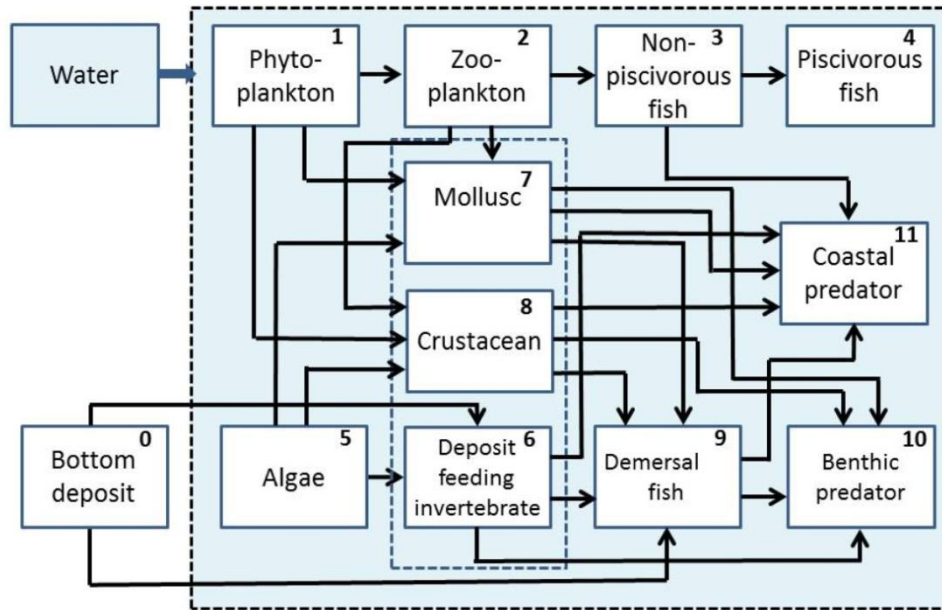 Water
1
Phyto-
plankton
2
Zoo-
plankton
3
Non-
piscivorous
fish
4
Piscivorous
fish
7
Mollusc
11
Coastal
predator
8
Crustacean
0
Bottom
deposit
5
Algae
6
Deposit
feeding
invertebrate
9
Demersal
fish
10
Benthic
predator